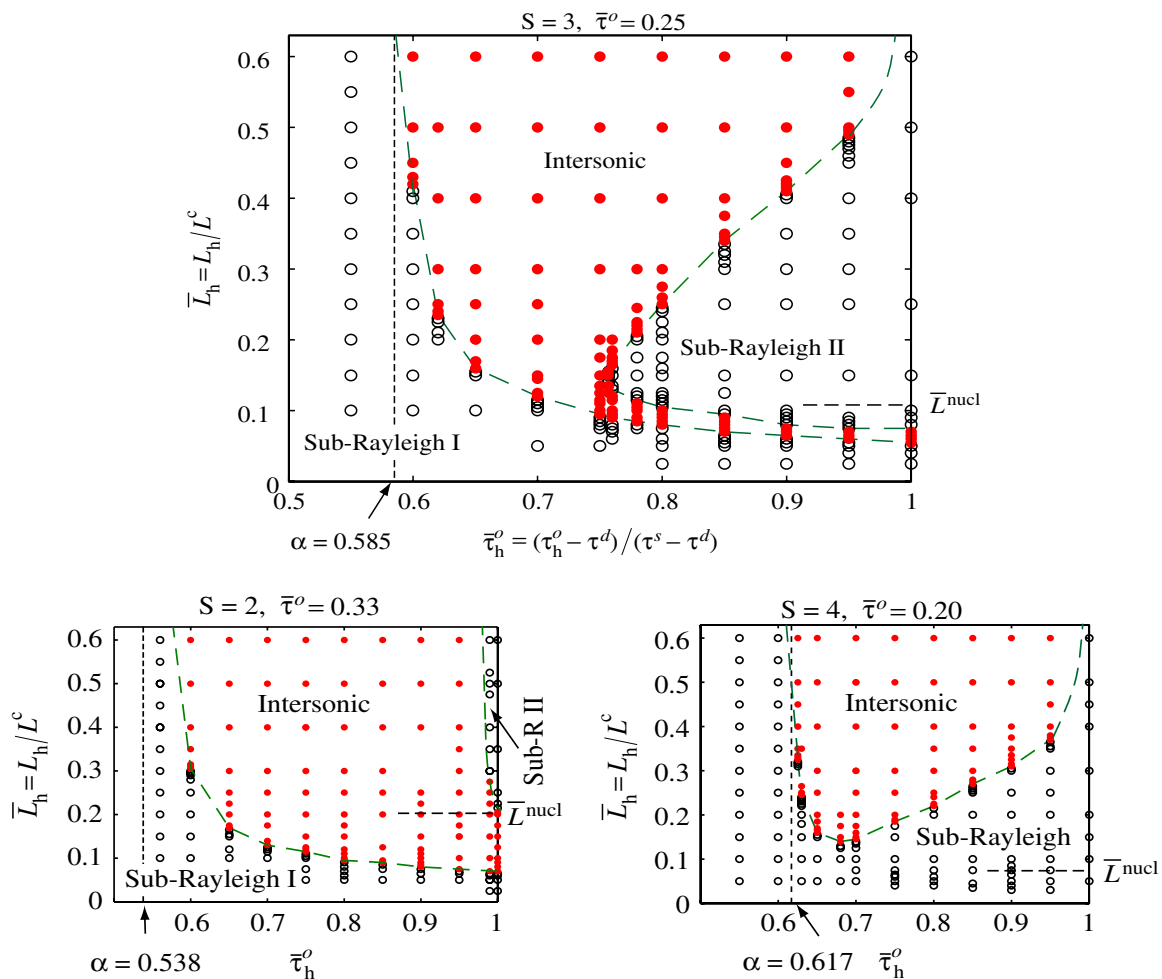 S = 3, τ̄ᵒ = 0.25
0.6
0.5
0.4
0.3
0.2
0.1
0
L̄ₕ = Lₕ/Lᶜ
Intersonic
Sub-Rayleigh II
L̄ⁿᵘᶜˡ
Sub-Rayleigh I
0.5
0.6
0.7
0.8
0.9
1
α = 0.585
τ̄ₕᵒ = (τₕᵒ – τᵈ)/(τˢ – τᵈ)
S = 2, τ̄ᵒ = 0.33
0.6
0.5
0.4
0.3
0.2
0.1
0
L̄ₕ = Lₕ/Lᶜ
Intersonic
Sub-R II
L̄ⁿᵘᶜˡ
Sub-Rayleigh I
0.6
0.7
0.8
0.9
1
α = 0.538
τ̄ₕᵒ
S = 4, τ̄ᵒ = 0.20
0.6
0.5
0.4
0.3
0.2
0.1
0
L̄ₕ = Lₕ/Lᶜ
Intersonic
Sub-Rayleigh
L̄ⁿᵘᶜˡ
0.6
0.7
0.8
0.9
1
α = 0.617
τ̄ₕᵒ